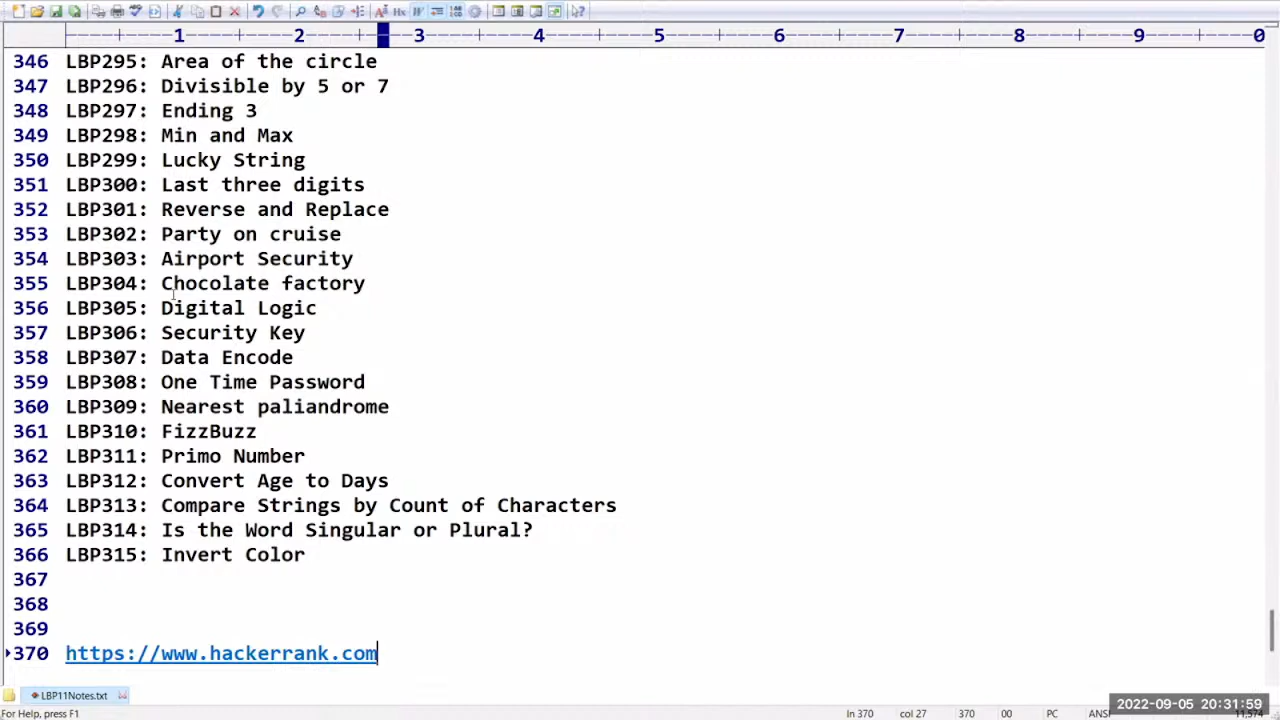 Hx W
1 2 3 4 5 6 7 8 9 0
346 LBP295: Area of the circle
347 LBP296: Divisible by 5 or 7
348 LBP297: Ending 3
349 LBP298: Min and Max
350 LBP299: Lucky String
351 LBP300: Last three digits
352 LBP301: Reverse and Replace
353 LBP302: Party on cruise
354 LBP303: Airport Security
355 LBP304: Chocolate factory
356 LBP305: Digital Logic
357 LBP306: Security Key
358 LBP307: Data Encode
359 LBP308: One Time Password
360 LBP309: Nearest paliandrome
361 LBP310: FizzBuzz
362 LBP311: Primo Number
363 LBP312: Convert Age to Days
364 LBP313: Compare Strings by Count of Characters
365 LBP314: Is the Word Singular or Plural?
366 LBP315: Invert Color
367
368
369
370 https://www.hackerrank.com
LBP11Notes.txt
2022-09-05 20:31:59
For Help, press F1 ln 370 col 27 370 00 PC ANSI